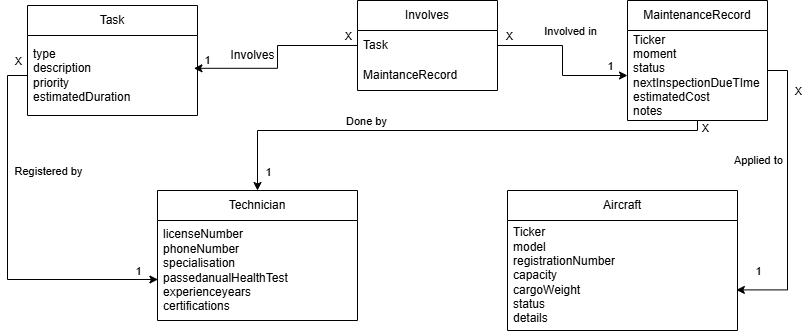 Task
type
description
priority
estimatedDuration
X
Involves
Task
MaintanceRecord
X
X
1
Involves
Involved in
1
MaintenanceRecord
Ticker
moment
status
nextInspectionDueTIme
estimatedCost
notes
X
X
Done by
1
Registered by
1
Applied to
1
Technician
licenseNumber
phoneNumber
specialisation
passedanualHealthTest
experienceyears
certifications
Aircraft
Ticker
model
registrationNumber
capacity
cargoWeight
status
details